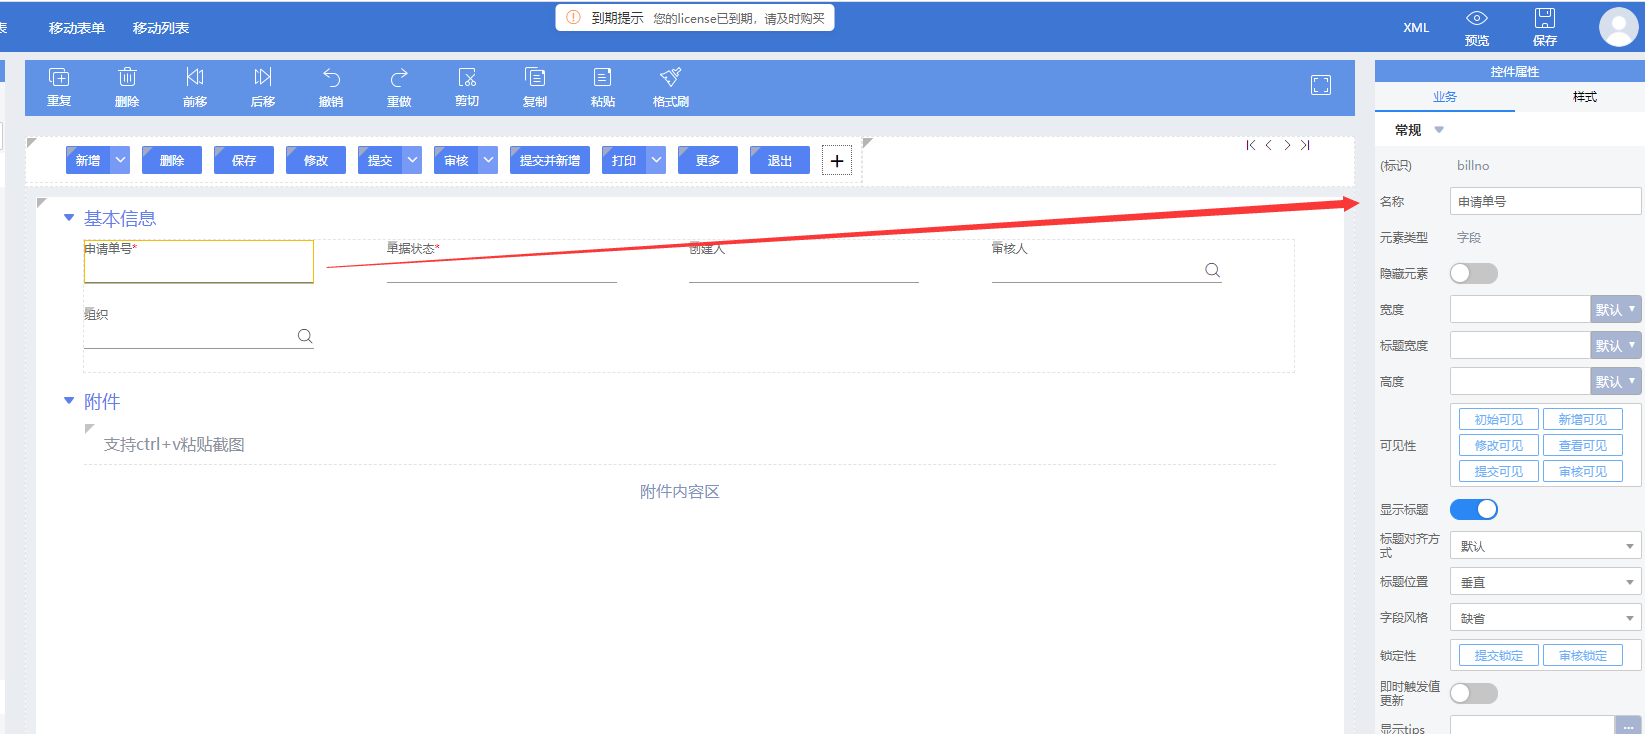 表
移动表单
移动列表
到期提示 您的license已到期，请及时购买
XML
预览
保存
重复
删除
前移
后移
撤销
重做
剪切
复制
粘贴
格式刷
新增
删除
保存
修改
提交
审核
提交并新增
打印
更多
退出
基本信息
申请单号*
单据状态*
创建人
审核人
组织
附件
支持ctrl+v粘贴截图
附件内容区
控件属性
业务
样式
常规
(标识) billno
名称 申请单号
元素类型 字段
隐藏元素
宽度 默认
标题宽度 默认
高度 默认
可见性
初始可见 新增可见
修改可见 查看可见
提交可见 审核可见
显示标题
标题对齐方
式
默认
标题位置 垂直
字段风格 缺省
锁定性 提交锁定 审核锁定
即时触发值
更新
显示tips ...